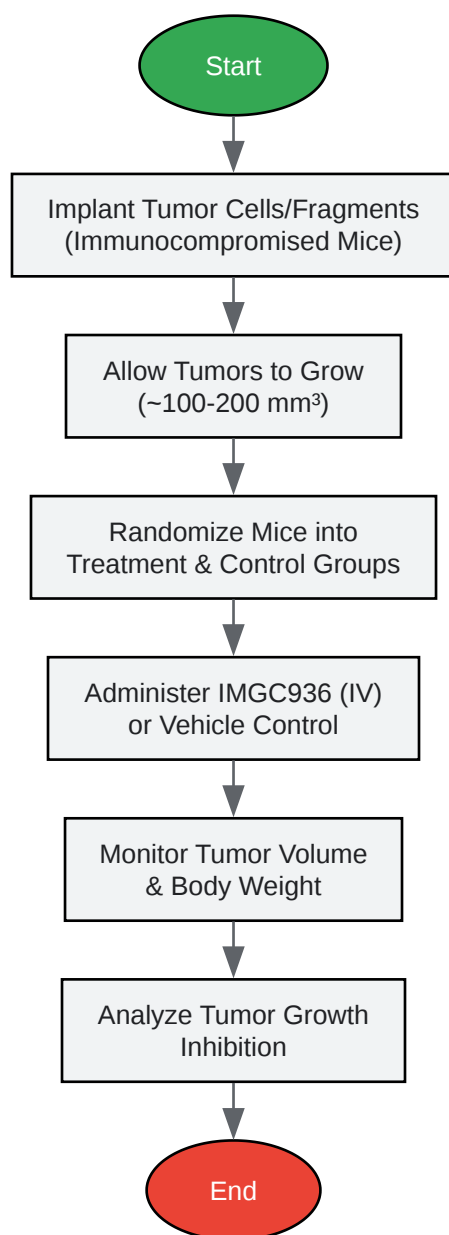 Start
Implant Tumor Cells/Fragments
(Immunocompromised Mice)
Allow Tumors to Grow
(~100-200 mm³)
Randomize Mice into
Treatment & Control Groups
Administer IMGC936 (IV)
or Vehicle Control
Monitor Tumor Volume
& Body Weight
Analyze Tumor Growth
Inhibition
End